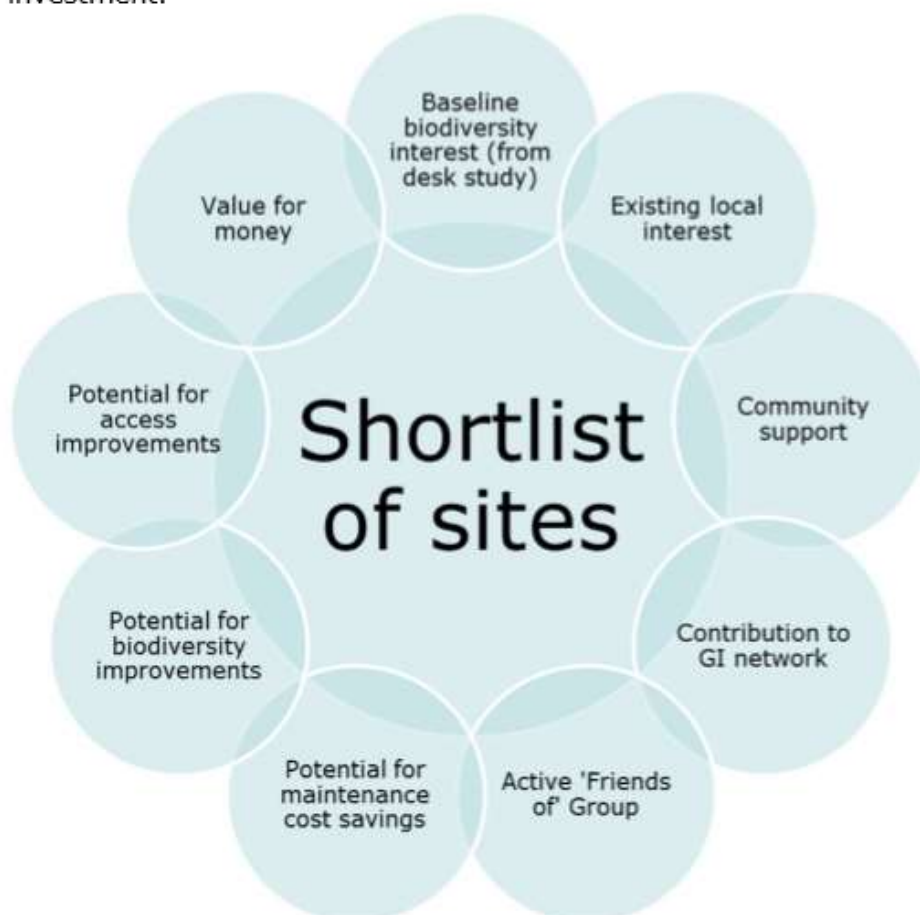 investment.
Baseline
biodiversity
interest (from
desk study)
Existing local
interest
Community
support
Contribution to
GI network
Active 'Friends
of' Group
Potential for
maintenance
cost savings
Potential for
biodiversity
improvements
Potential for
access
improvements
Value for
money
Shortlist
of sites